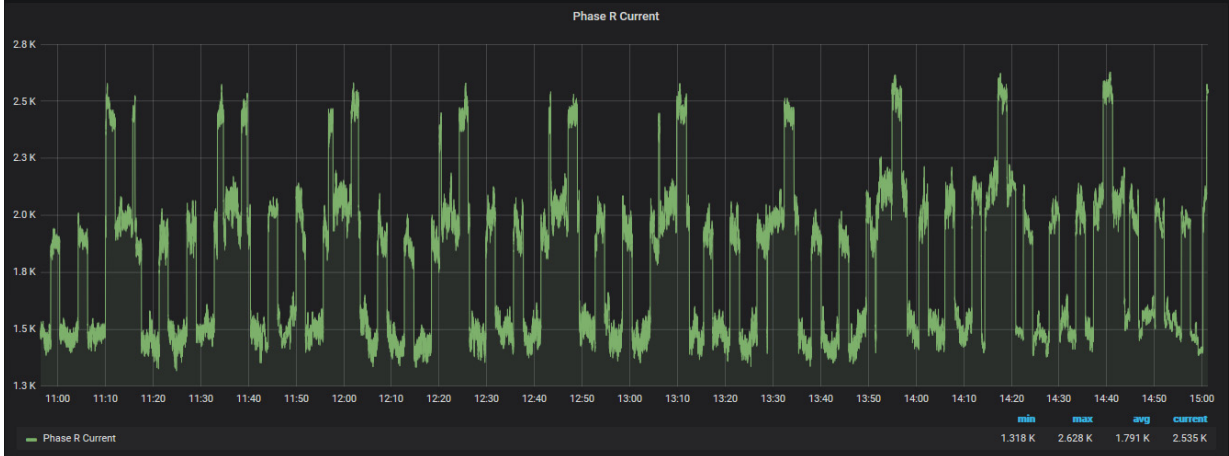 Phase R Current
2.8 K
2.5 K
2.3 K
2.0 K
1.8 K
1.5 K
1.3 K
11:00 11:10 11:20 11:30 11:40 11:50 12:00 12:10 12:20 12:30 12:40 12:50 13:00 13:10 13:20 13:30 13:40 13:50 14:00 14:10 14:20 14:30 14:40 14:50 15:00
min max avg current
Phase R Current 1.318 K 2.628 K 1.791 K 2.535 K